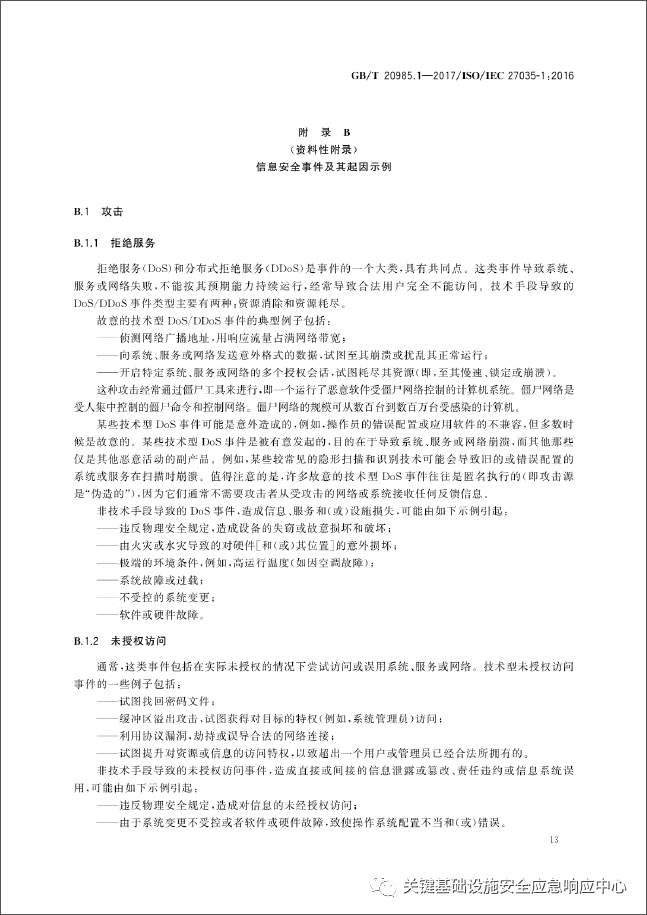 GB/T 20985.1—2017/ISO/IEC 27035-1:2016
附 录 B
(资料性附录)
信息安全事件及其起因示例
B.1 攻击
B.1.1 拒绝服务
拒绝服务(DoS)和分布式拒绝服务(DDoS)是事件的一个大类,具有共同点。这类事件导致系统、
服务或网络失败,不能按其预期能力持续运行,经常导致合法用户完全不能访问。技术手段导致的
DoS/DDoS 事件类型主要有两种:资源消除和资源耗尽。
故意的技术型 DoS/DDoS 事件的典型例子包括:
——侦测网络广播地址,用响应流量占满网络带宽;
——向系统、服务或网络发送意外格式的数据,试图至其崩溃或扰乱其正常运行;
——开启特定系统、服务或网络的多个授权会话,试图耗尽其资源(即,至其慢速、锁定或崩溃)。
这种攻击经常通过僵尸工具来进行,即一个运行了恶意软件受僵尸网络控制的计算机系统。僵尸网络是
受人集中控制的僵尸命令和控制网络。僵尸网络的规模可从数百台到数百万台受感染的计算机。
某些技术型 DoS 事件可能是意外造成的,例如,操作员的错误配置或应用软件的不兼容,但多数时
候是故意的。某些技术型 DoS 事件是被有意发起的,目的在于导致系统、服务或网络崩溃,而其他那些
仅是其他恶意活动的副产品。例如,某些较常见的隐形扫描和识别技术可能会导致旧的或错误配置的
系统或服务在扫描时崩溃。值得注意的是,许多故意的技术型 DoS 事件往往是匿名执行的(即攻击源
是“伪造的”),因为它们通常不需要攻击者从受攻击的网络或系统接收任何反馈信息。
非技术手段导致的 DoS 事件,造成信息、服务和(或)设施损失,可能由如下示例引起:
——违反物理安全规定,造成设备的失窃或故意损坏和破坏;
——由火灾或水灾导致的对硬件[和(或)其位置]的意外损坏;
——极端的环境条件,例如,高运行温度(如因空调故障);
——系统故障或过载;
——不受控的系统变更;
——软件或硬件故障。
B.1.2 未授权访问
通常,这类事件包括在实际未授权的情况下尝试访问或误用系统、服务或网络。技术型未授权访问
事件的一些例子包括:
——试图找回密码文件;
——缓冲区溢出攻击,试图获得对目标的特权(例如,系统管理员)访问;
——利用协议漏洞,劫持或误导合法的网络连接;
——试图提升对资源或信息的访问特权,以致超出一个用户或管理员已经合法所拥有的。
非技术手段导致的未授权访问事件,造成直接或间接的信息泄露或篡改、责任违约或信息系统误
用,可能由如下示例引起:
——违反物理安全规定,造成对信息的未经授权访问;
——由于系统变更不受控或者软件或硬件故障,致使操作系统配置不当和(或)错误。
13
关键基础设施安全应急响应中心